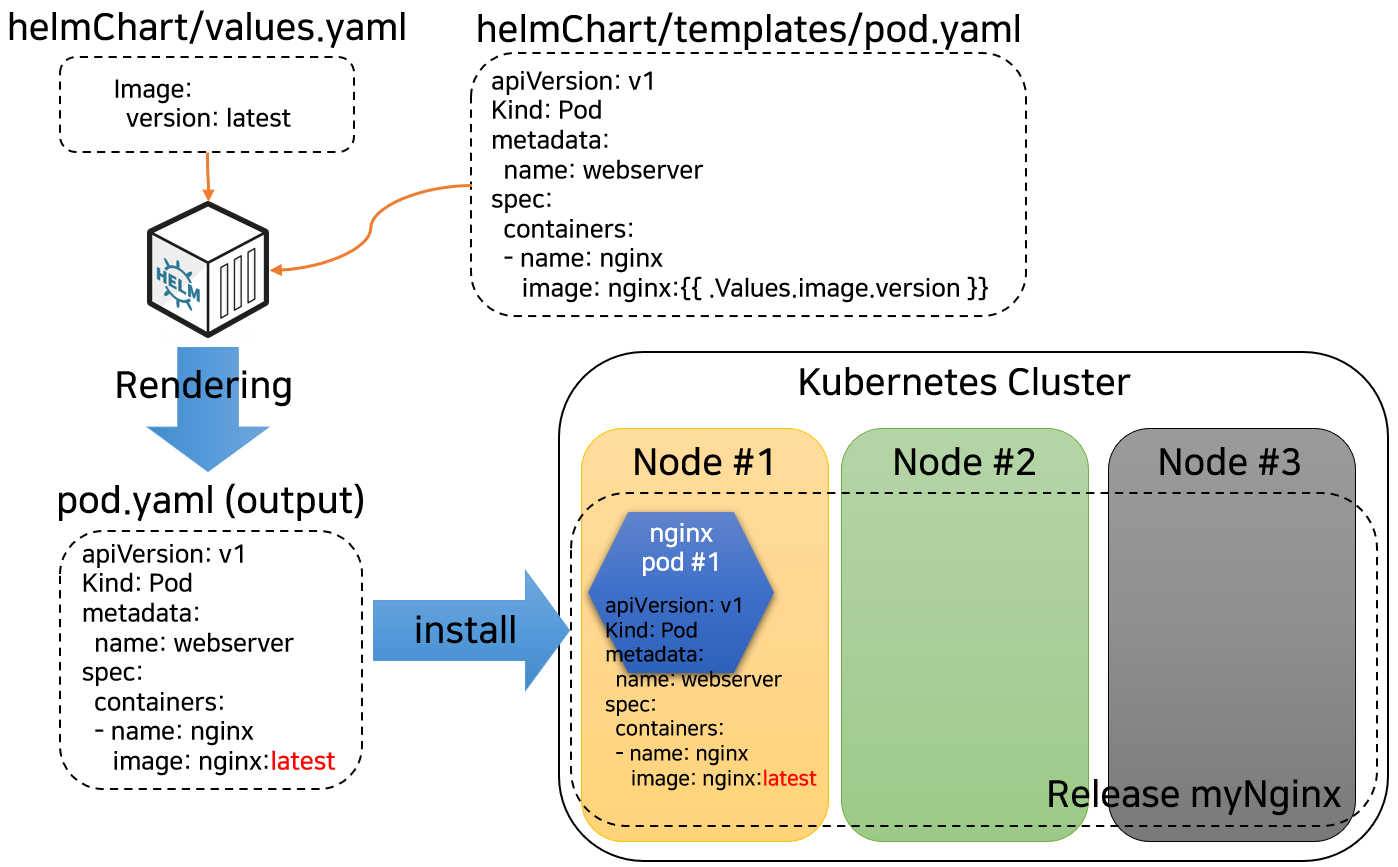 helmChart/values.yaml
Image:
version: latest
helmChart/templates/pod.yaml
apiVersion: v1
Kind: Pod
metadata:
name: webserver
spec:
containers:
- name: nginx
image: nginx:{{ .Values.image.version }}
HELM
Rendering
pod.yaml (output)
apiVersion: v1
Kind: Pod
metadata:
name: webserver
spec:
containers:
- name: nginx
image: nginx:latest
install
Kubernetes Cluster
Node #1
Node #2
Node #3
nginx
pod #1
apiVersion: v1
Kind: Pod
metadata:
name: webserver
spec:
containers:
- name: nginx
image: nginx:latest
Release myNginx